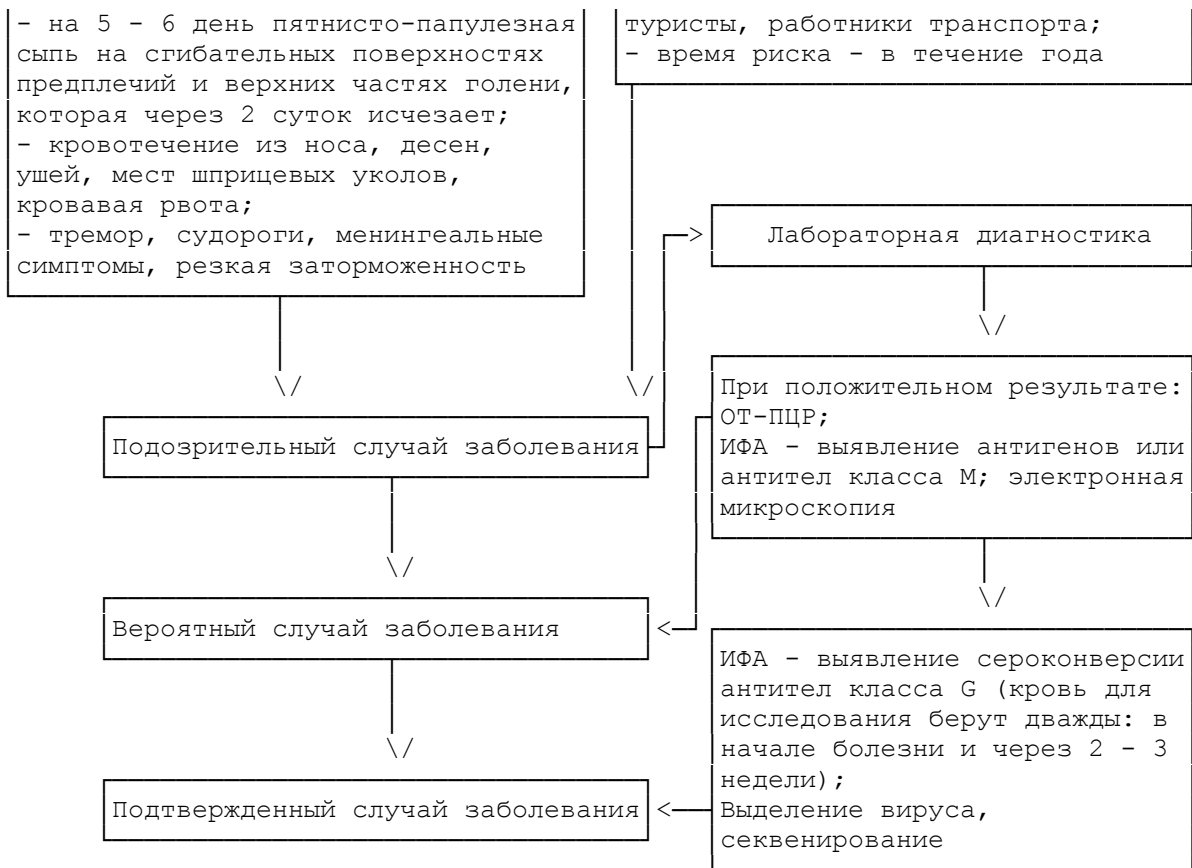 - на 5 - 6 день пятнисто-папулезная
сыпь на сгибательных поверхностях
предплечий и верхних частях голени,
которая через 2 суток исчезает;
- кровотечение из носа, десен,
ушей, мест шприцевых уколов,
кровавая рвота;
- тремор, судороги, менингеальные
симптомы, резкая заторможенность
туристы, работники транспорта;
- время риска - в течение года
Лабораторная диагностика
При положительном результате:
ОТ-ПЦР;
ИФА - выявление антигенов или
антител класса M; электронная
микроскопия
Подозрительный случай заболевания
Вероятный случай заболевания
ИФА - выявление сероконверсии
антител класса G (кровь для
исследования берут дважды: в
начале болезни и через 2 - 3
недели);
Выделение вируса,
секвенирование
Подтвержденный случай заболевания